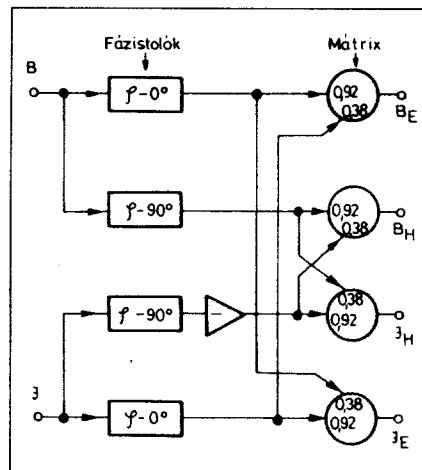 Fázistolók
Mátrix
B
φ-0°
0,92
0,38
B_E
φ-90°
0,92
0,38
B_H
φ-90°
−
0,38
0,92
J_H
J
φ-0°
0,38
0,92
J_E